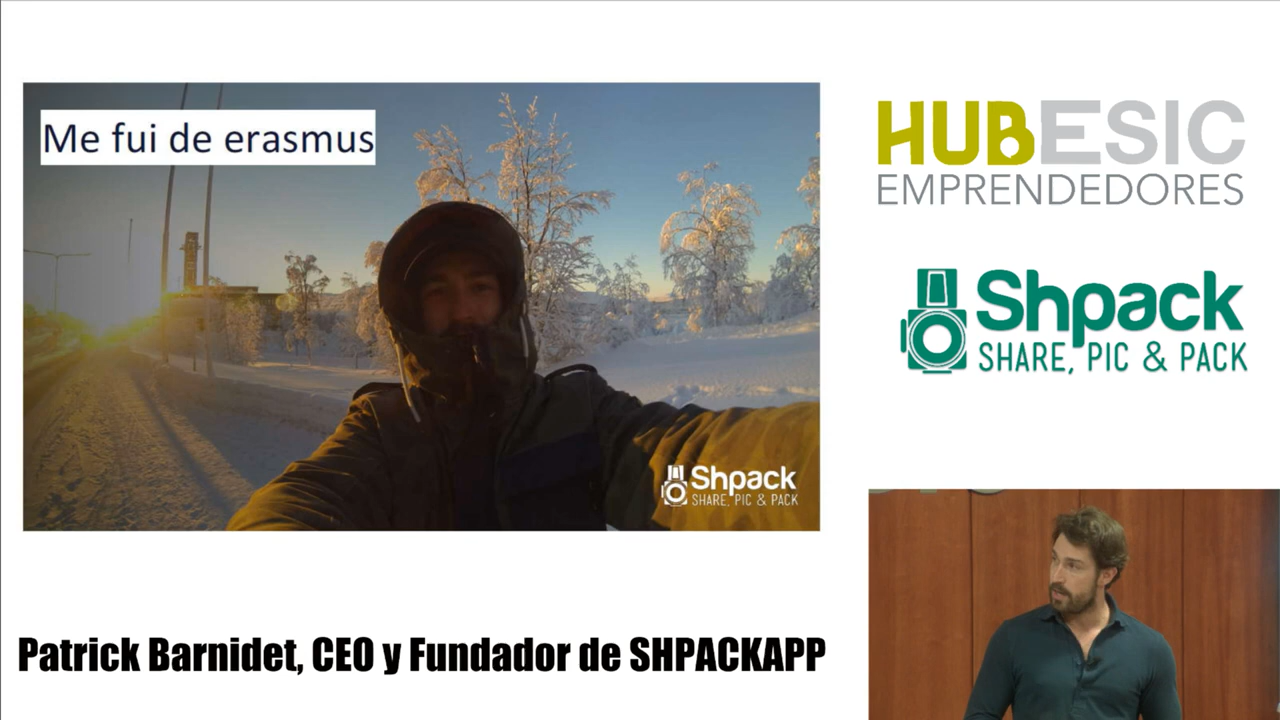 Me fui de erasmus
Shpack
SHARE, PIC & PACK
HUBESIC
EMPRENDEDORES
Shpack
SHARE, PIC & PACK
Patrick Barnidet, CEO y Fundador de SHPACKAPP